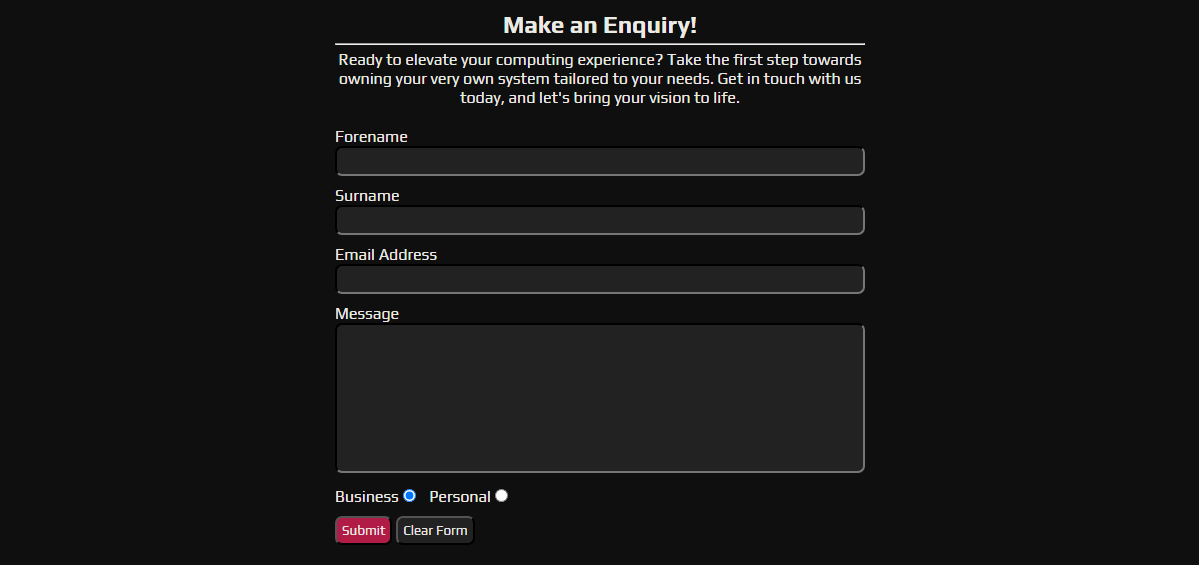 Make an Enquiry!
Ready to elevate your computing experience? Take the first step towards
owning your very own system tailored to your needs. Get in touch with us
today, and let's bring your vision to life.
Forename
Surname
Email Address
Message
Business Personal
Submit Clear Form